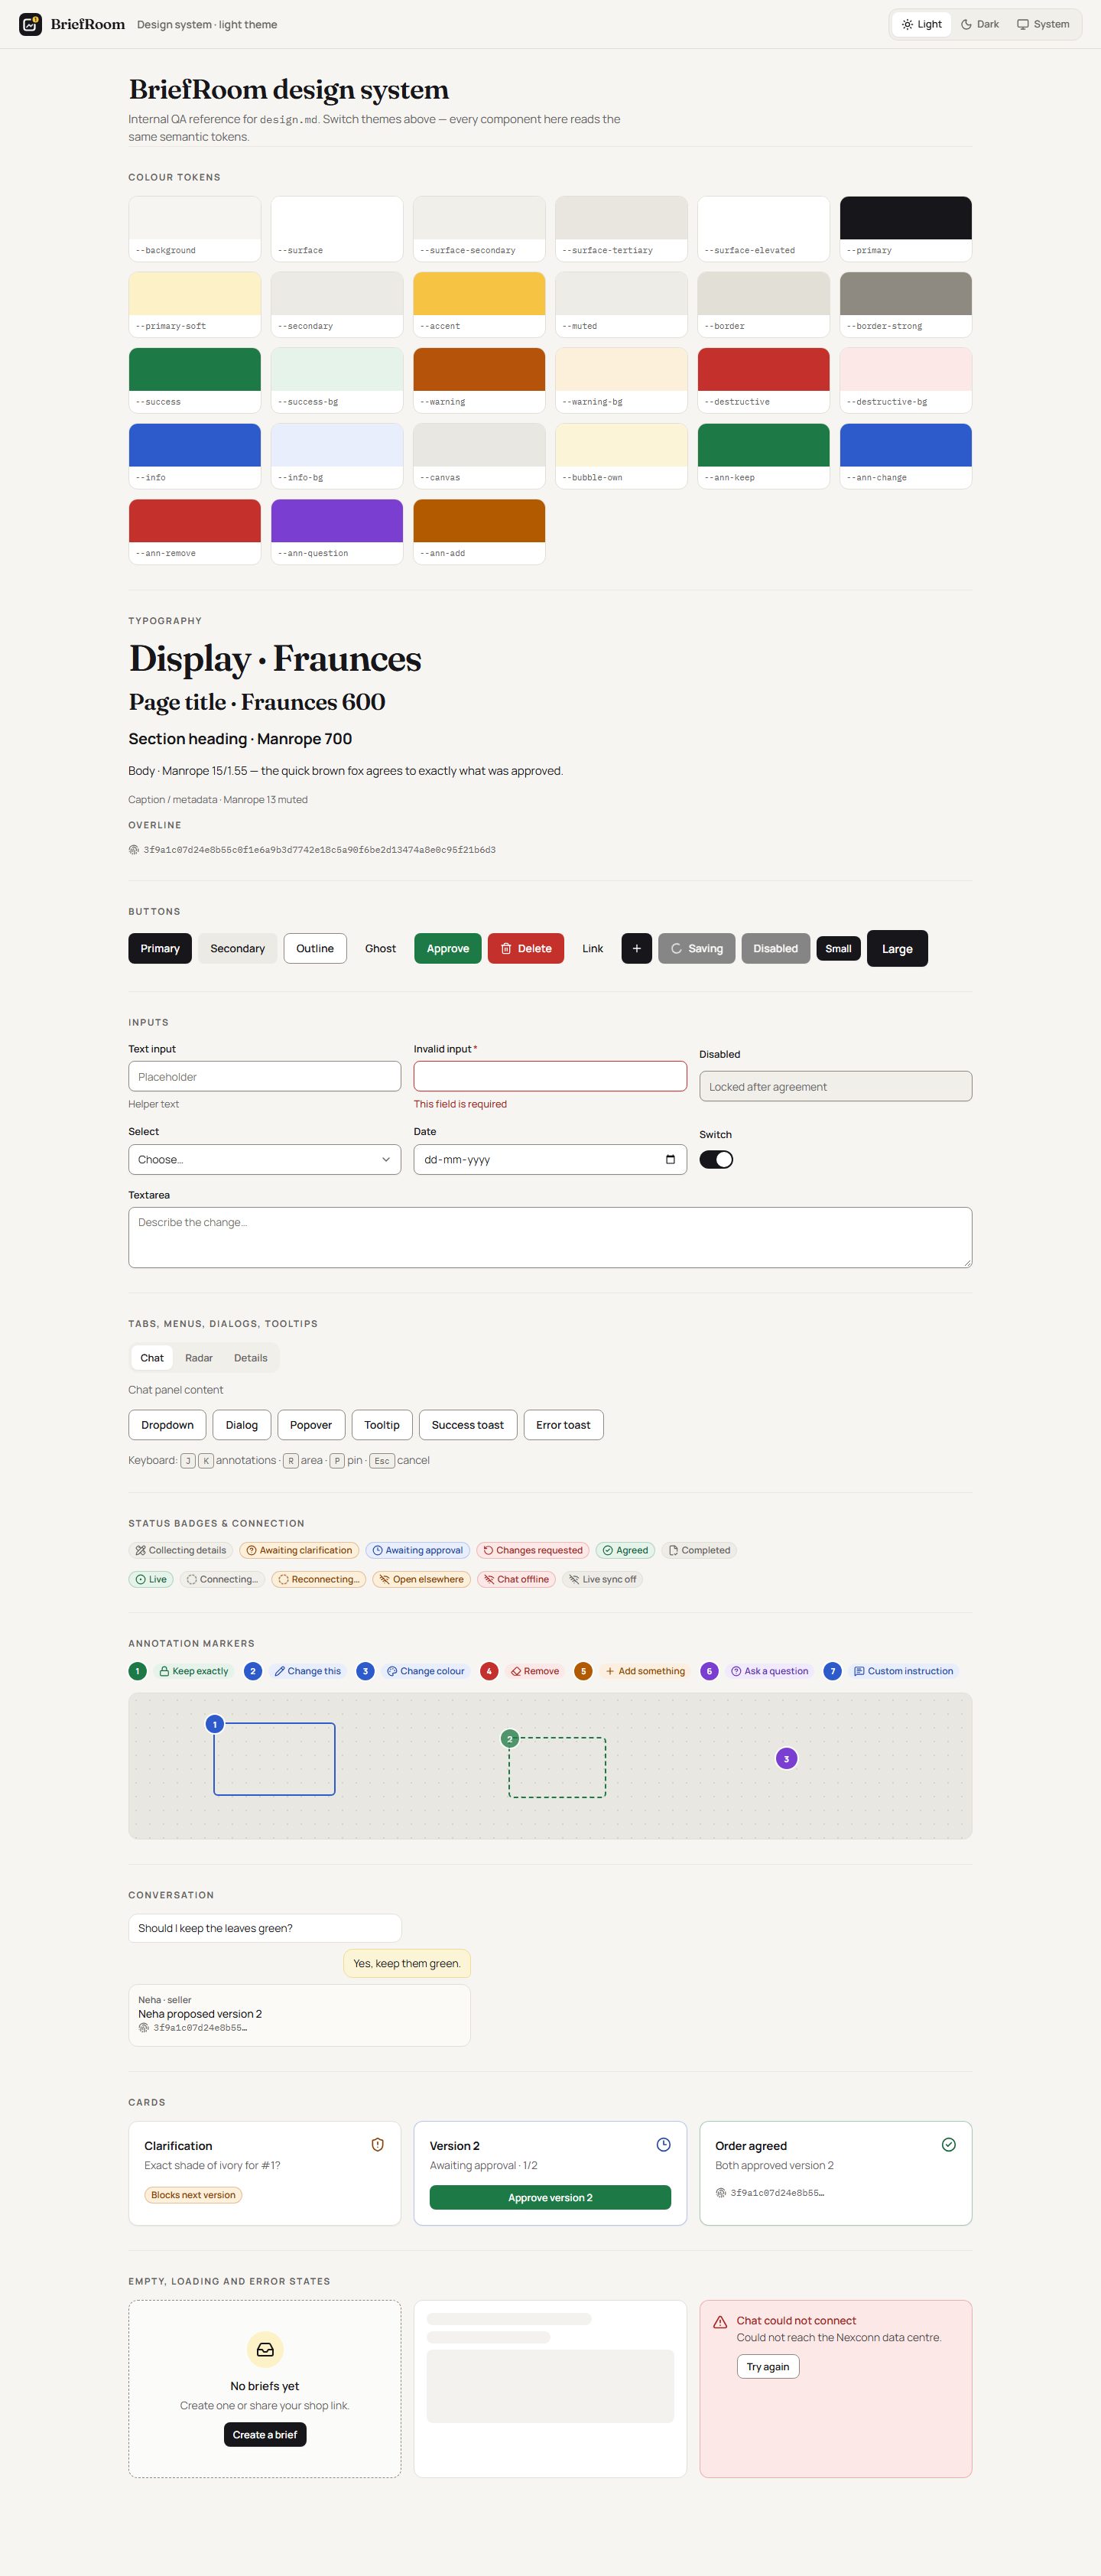 BriefRoom
Design system · light theme
Light
Dark
System
BriefRoom design system
Internal QA reference for design.md. Switch themes above — every component here reads the
same semantic tokens.
COLOUR TOKENS
--background
--surface
--surface-secondary
--surface-tertiary
--surface-elevated
--primary
--primary-soft
--secondary
--accent
--muted
--border
--border-strong
--success
--success-bg
--warning
--warning-bg
--destructive
--destructive-bg
--info
--info-bg
--canvas
--bubble-own
--ann-keep
--ann-change
--ann-remove
--ann-question
--ann-add
TYPOGRAPHY
Display · Fraunces
Page title · Fraunces 600
Section heading · Manrope 700
Body · Manrope 15/1.55 — the quick brown fox agrees to exactly what was approved.
Caption / metadata · Manrope 13 muted
OVERLINE
3f9a1c07d24e8b55c0f1e6a9b3d7742e18c5a90f6be2d13474a8e0c95f21b6d3
BUTTONS
Primary
Secondary
Outline
Ghost
Approve
Delete
Link
Saving
Disabled
Small
Large
INPUTS
Text input
Invalid input *
Disabled
Placeholder
Locked after agreement
Helper text
This field is required
Select
Date
Switch
Choose…
dd-mm-yyyy
Textarea
Describe the change…
TABS, MENUS, DIALOGS, TOOLTIPS
Chat
Radar
Details
Chat panel content
Dropdown
Dialog
Popover
Tooltip
Success toast
Error toast
Keyboard: J K annotations · R area · P pin · Esc cancel
STATUS BADGES & CONNECTION
Collecting details
Awaiting clarification
Awaiting approval
Changes requested
Agreed
Completed
Live
Connecting…
Reconnecting…
Open elsewhere
Chat offline
Live sync off
ANNOTATION MARKERS
1 Keep exactly
2 Change this
3 Change colour
4 Remove
5 Add something
6 Ask a question
7 Custom instruction
1
2
3
CONVERSATION
Should I keep the leaves green?
Yes, keep them green.
Neha · seller
Neha proposed version 2
3f9a1c07d24e8b55…
CARDS
Clarification
Exact shade of ivory for #1?
Blocks next version
Version 2
Awaiting approval · 1/2
Approve version 2
Order agreed
Both approved version 2
3f9a1c07d24e8b55…
EMPTY, LOADING AND ERROR STATES
No briefs yet
Create one or share your shop link.
Create a brief
Chat could not connect
Could not reach the Nexconn data centre.
Try again